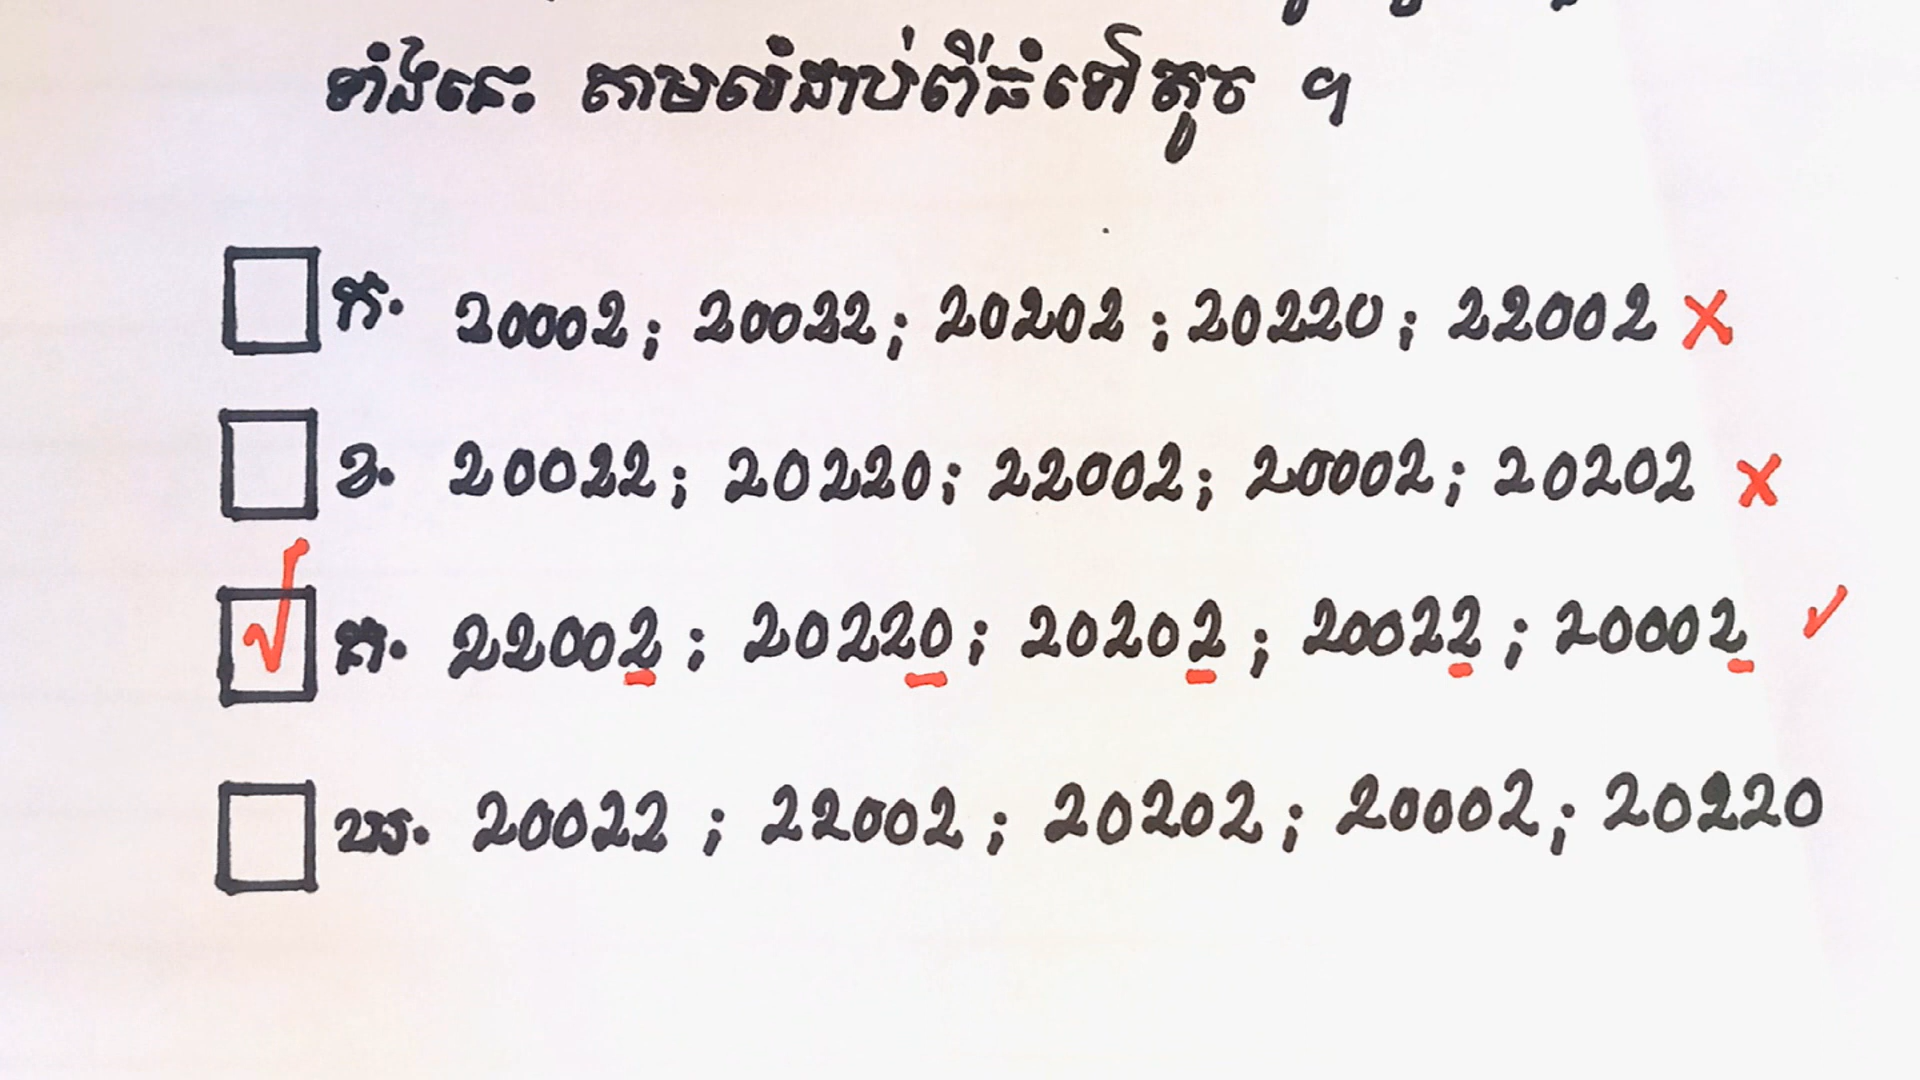 ទាំងនេះ តាមលំដាប់ពីធំទៅតូច ។
ក. 20002; 20022; 20202; 20220; 22002
ខ. 20022; 20220; 22002; 20002; 20202
គ. 22002; 20220; 20202; 20022; 20002
ឃ. 20022; 22002; 20202; 20002; 20220